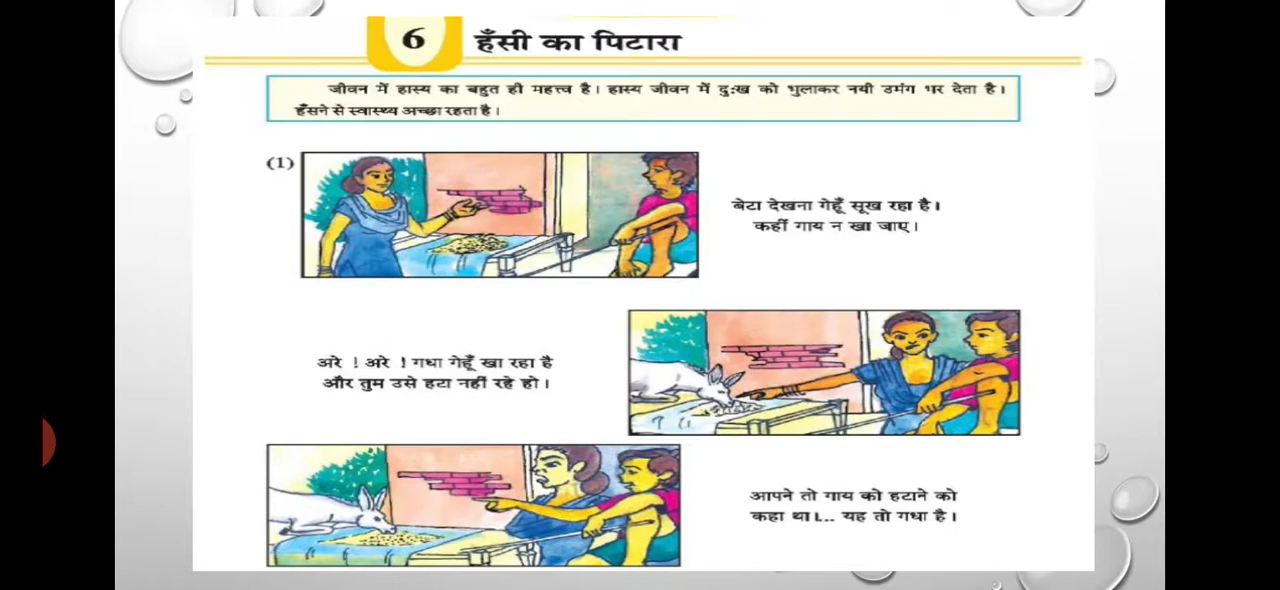 6 हँसी का पिटारा
जीवन में हास्य का बहुत ही महत्त्व है। हास्य जीवन में दुःख को भुलाकर नयी उमंग भर देता है।
हँसने से स्वास्थ्य अच्छा रहता है।
(1)
बेटा देखना गेहूँ सूख रहा है।
कहीं गाय न खा जाए।
अरे ! अरे ! गधा गेहूँ खा रहा है
और तुम उसे हटा नहीं रहे हो।
आपने तो गाय को हटाने को
कहा था।... यह तो गधा है।